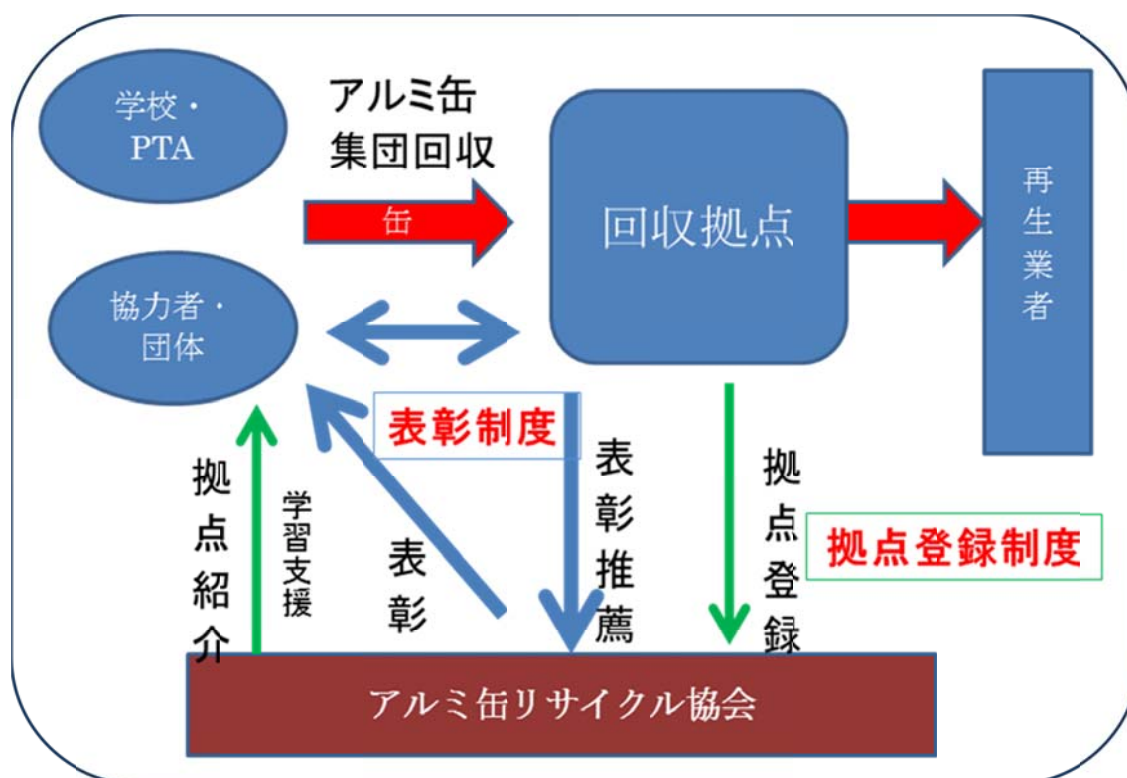 学校・
PTA
アルミ缶
集団回収
缶
回収拠点
再生業者
協力者・
団体
表彰制度
拠点紹介
学習支援
表彰
表彰推薦
拠点登録
拠点登録制度
アルミ缶リサイクル協会